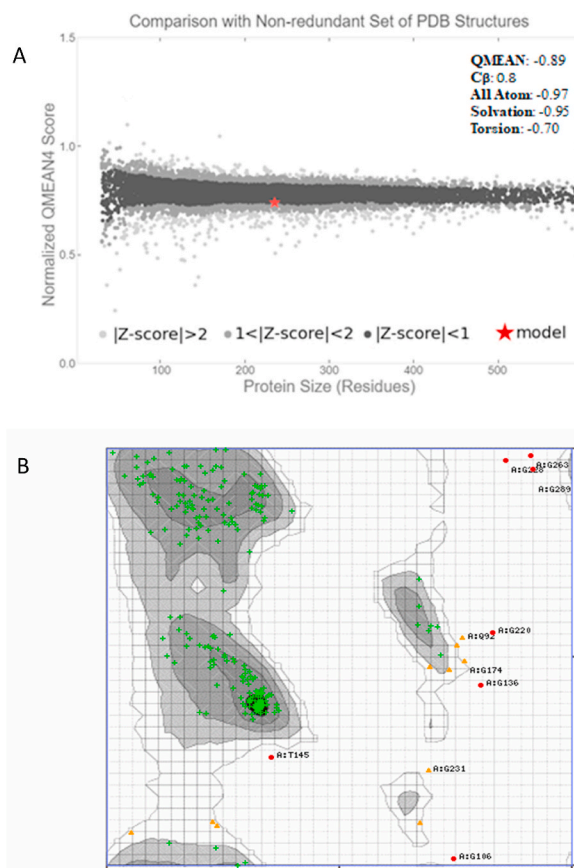 Comparison with Non-redundant Set of PDB Structures
A
1.5
QMEAN: -0.89
Cβ: 0.8
All Atom: -0.97
Solvation: -0.95
Torsion: -0.70
1.0
Normalized QMEAN4 Score
0.5
|Z-score|>2 1<|Z-score|<2 |Z-score|<1 model
0.0
0 100 200 300 400 500
Protein Size (Residues)
B
A:G263
A:G228
A:G289
A:G220
A:Q92
A:G174
A:G136
A:T145
A:G231
A:G106